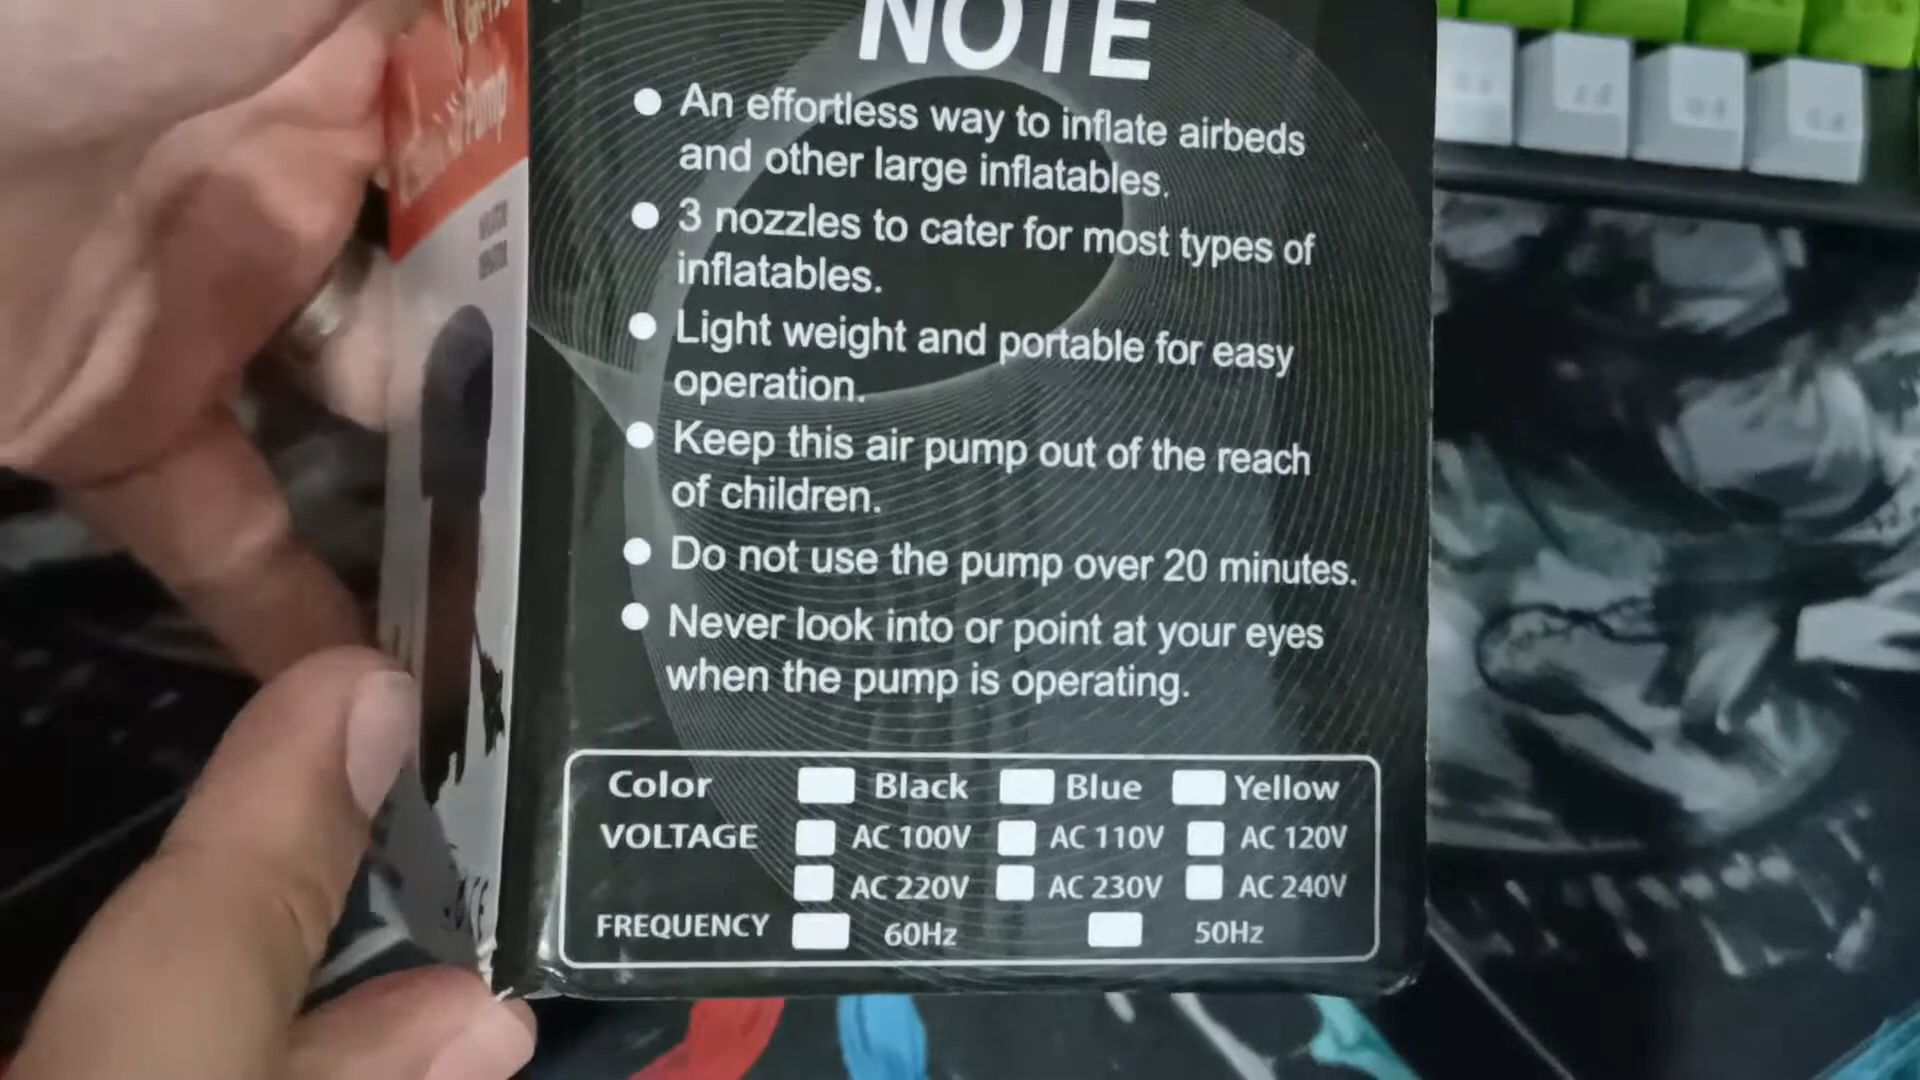 NOTE
An effortless way to inflate airbeds
and other large inflatables.
3 nozzles to cater for most types of
inflatables.
Light weight and portable for easy
operation.
Keep this air pump out of the reach
of children.
Do not use the pump over 20 minutes.
Never look into or point at your eyes
when the pump is operating.
Color Black Blue Yellow
VOLTAGE AC 100V AC 110V AC 120V
AC 220V AC 230V AC 240V
FREQUENCY 60Hz 50Hz
Pump